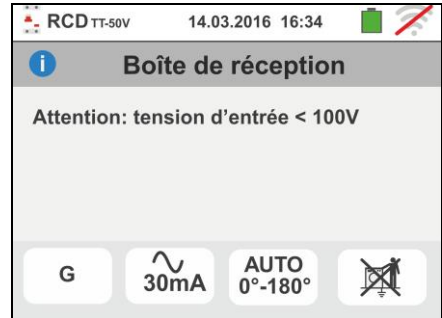 RCD TT-50V 14.03.2016 16:34
i Boîte de réception
Attention: tension d’entrée < 100V
G
30mA
AUTO
0°-180°